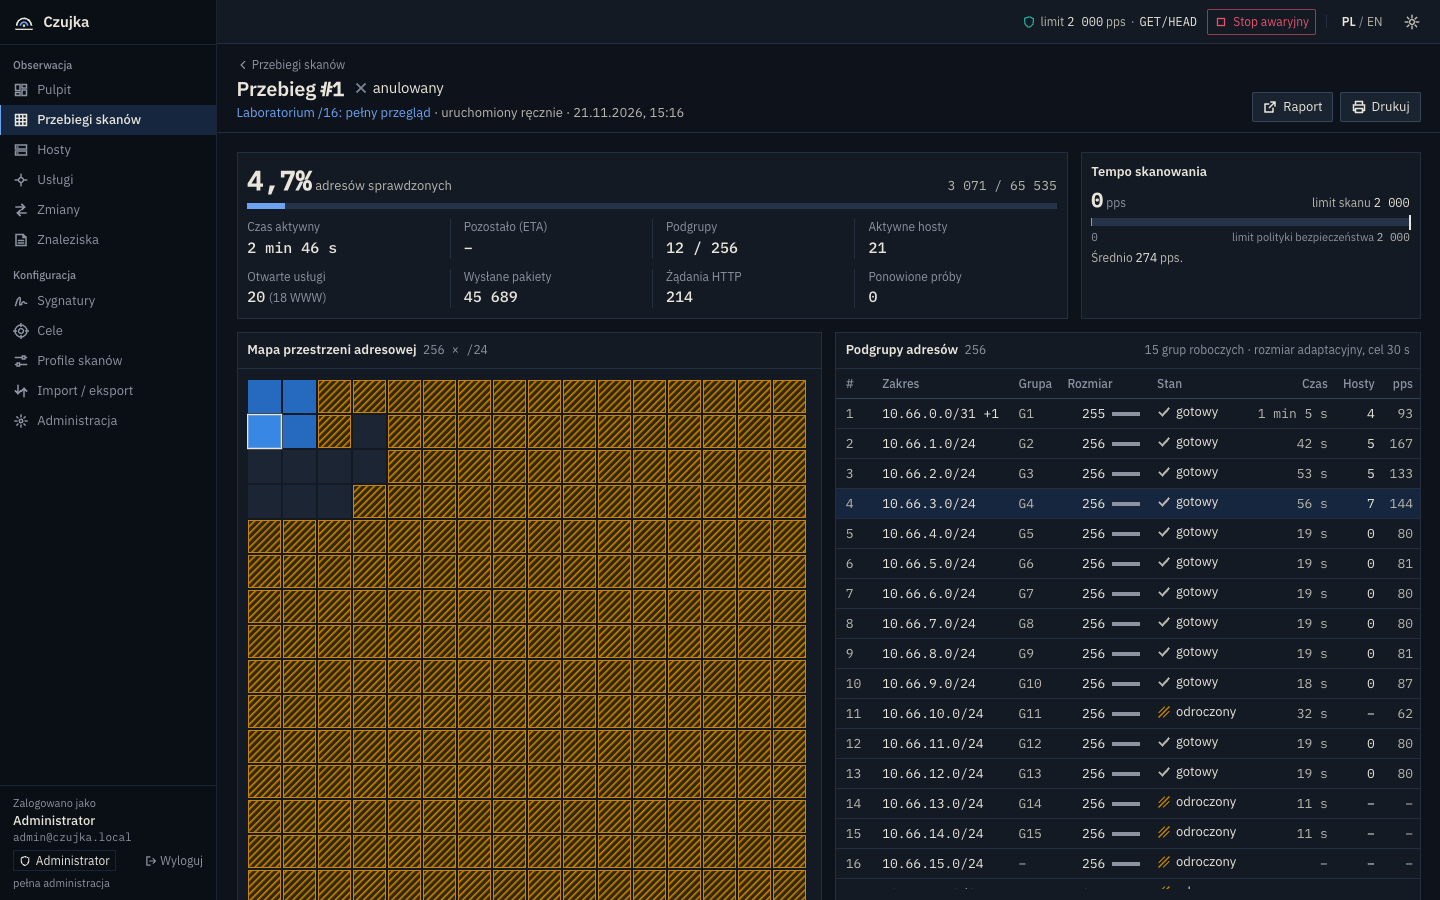 Czujka
limit 2 000 pps · GET/HEAD
Stop awaryjny
PL / EN
Obserwacja
Pulpit
Przebiegi skanów
Hosty
Usługi
Zmiany
Znaleziska
Konfiguracja
Sygnatury
Cele
Profile skanów
Import / eksport
Administracja
Zalogowano jako
Administrator
admin@czujka.local
Administrator
Wyloguj
pełna administracja
Przebiegi skanów
Przebieg #1 anulowany
Laboratorium /16: pełny przegląd · uruchomiony ręcznie · 21.11.2026, 15:16
Raport
Drukuj
4,7% adresów sprawdzonych 3 071 / 65 535
Czas aktywny Pozostało (ETA) Podgrupy Aktywne hosty
2 min 46 s – 12 / 256 21
Otwarte usługi Wysłane pakiety Żądania HTTP Ponowione próby
20 (18 WWW) 45 689 214 0
Tempo skanowania
0 pps limit skanu 2 000
0 limit polityki bezpieczeństwa 2 000
Średnio 274 pps.
Mapa przestrzeni adresowej 256 × /24
Podgrupy adresów 256 15 grup roboczych · rozmiar adaptacyjny, cel 30 s
# Zakres Grupa Rozmiar Stan Czas Hosty pps
1 10.66.0.0/31 +1 G1 255 gotowy 1 min 5 s 4 93
2 10.66.1.0/24 G2 256 gotowy 42 s 5 167
3 10.66.2.0/24 G3 256 gotowy 53 s 5 133
4 10.66.3.0/24 G4 256 gotowy 56 s 7 144
5 10.66.4.0/24 G5 256 gotowy 19 s 0 80
6 10.66.5.0/24 G6 256 gotowy 19 s 0 81
7 10.66.6.0/24 G7 256 gotowy 19 s 0 80
8 10.66.7.0/24 G8 256 gotowy 19 s 0 80
9 10.66.8.0/24 G9 256 gotowy 19 s 0 81
10 10.66.9.0/24 G10 256 gotowy 18 s 0 87
11 10.66.10.0/24 G11 256 odroczony 32 s – 62
12 10.66.11.0/24 G12 256 gotowy 19 s 0 80
13 10.66.12.0/24 G13 256 gotowy 19 s 0 80
14 10.66.13.0/24 G14 256 odroczony 11 s – –
15 10.66.14.0/24 G15 256 odroczony 11 s – –
16 10.66.15.0/24 – 256 odroczony – – –